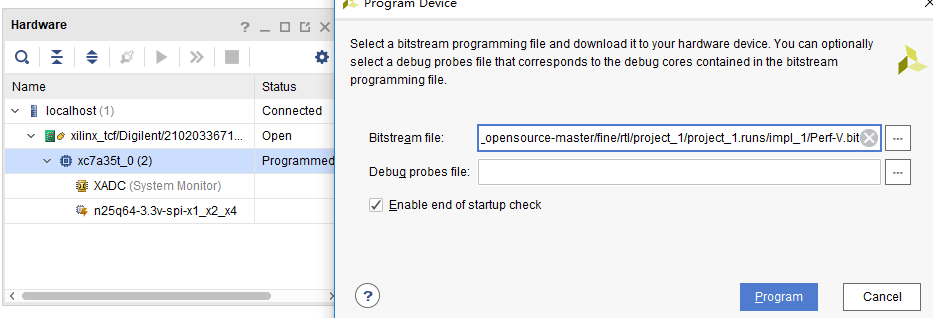 Hardware
Name Status
localhost (1) Connected
xilinx_tcf/Digilent/2102033671... Open
xc7a35t_0 (2) Programmed
XADC (System Monitor)
n25q64-3.3v-spi-x1_x2_x4
Program Device
Select a bitstream programming file and download it to your hardware device. You can optionally
select a debug probes file that corresponds to the debug cores contained in the bitstream
programming file.
Bitstream file: _opensource-master/fine/rtl/project_1/project_1.runs/impl_1/Perf-V.bit
Debug probes file:
Enable end of startup check
Program Cancel